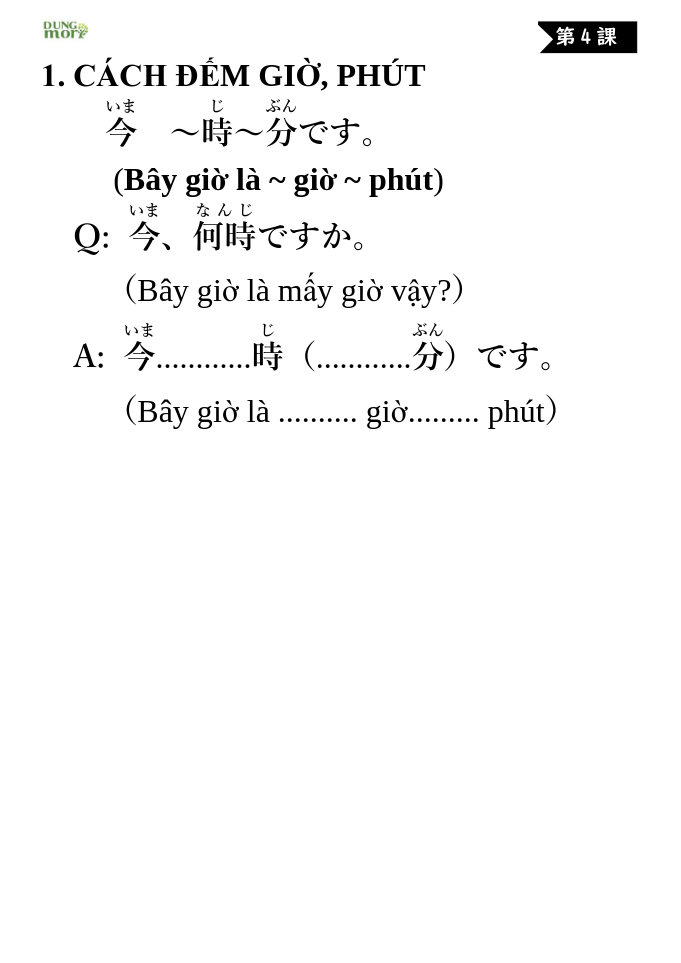 DUNG
mori
第４課
1. CÁCH ĐẾM GIỜ, PHÚT
いま じ ぶん
今　～時～分です。
(Bây giờ là ~ giờ ~ phút)
いま なんじ
Q: 今、何時ですか。
（Bây giờ là mấy giờ vậy?）
いま じ ぶん
A: 今............時（............分）です。
（Bây giờ là .......... giờ......... phút）